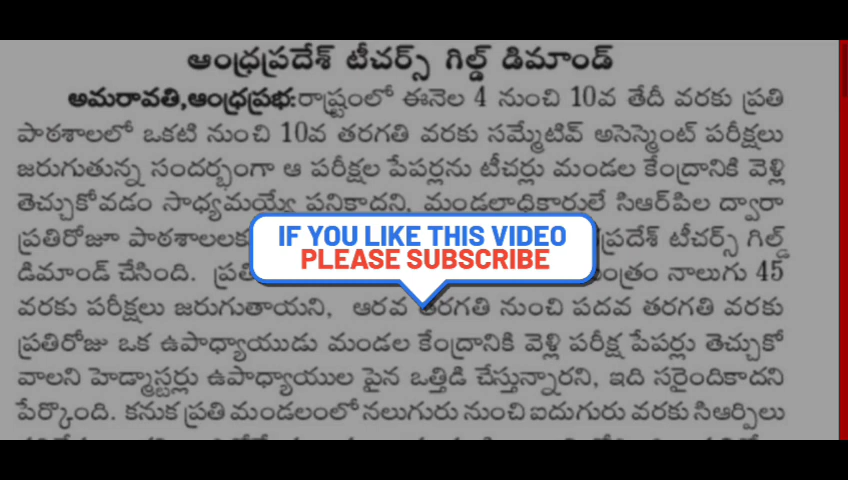 ఆంధ్రప్రదేశ్ టీచర్స్ గిల్డ్ డిమాండ్
అమరావతి,ఆంధ్రప్రభ:రాష్ట్రంలో ఈనెల 4 నుంచి 10వ తేదీ వరకు ప్రతి
పాఠశాలలో ఒకటి నుంచి 10వ తరగతి వరకు సమ్మేటివ్ అసెస్మెంట్ పరీక్షలు
జరుగుతున్న సందర్భంగా ఆ పరీక్షల పేపర్లను టీచర్లు మండల కేంద్రానికి వెళ్లి
తెచ్చుకోవడం సాధ్యమయ్యే పనికాదని, మండలాధికారులే సిఆర్‌పిల ద్వారా
ప్రతిరోజూ పాఠశాలలకు ప్రదేశ్ టీచర్స్ గిల్డ్
IF YOU LIKE THIS VIDEO
PLEASE SUBSCRIBE
డిమాండ్ చేసింది. నాలుగు 45
వరకు పరీక్షలు జరుగుతాయని, ఆరవ తరగతి నుంచి పదవ తరగతి వరకు
ప్రతిరోజు ఒక ఉపాధ్యాయుడు మండల కేంద్రానికి వెళ్లి పరీక్ష పేపర్లు తెచ్చుకో
వాలని హెడ్మాస్టర్లు ఉపాధ్యాయుల పైన ఒత్తిడి చేస్తున్నారని, ఇది సరైందికాదని
పేర్కొంది. కనుక ప్రతి మండలంలో నలుగురు నుంచి ఐదుగురు వరకు సిఆర్పిలు